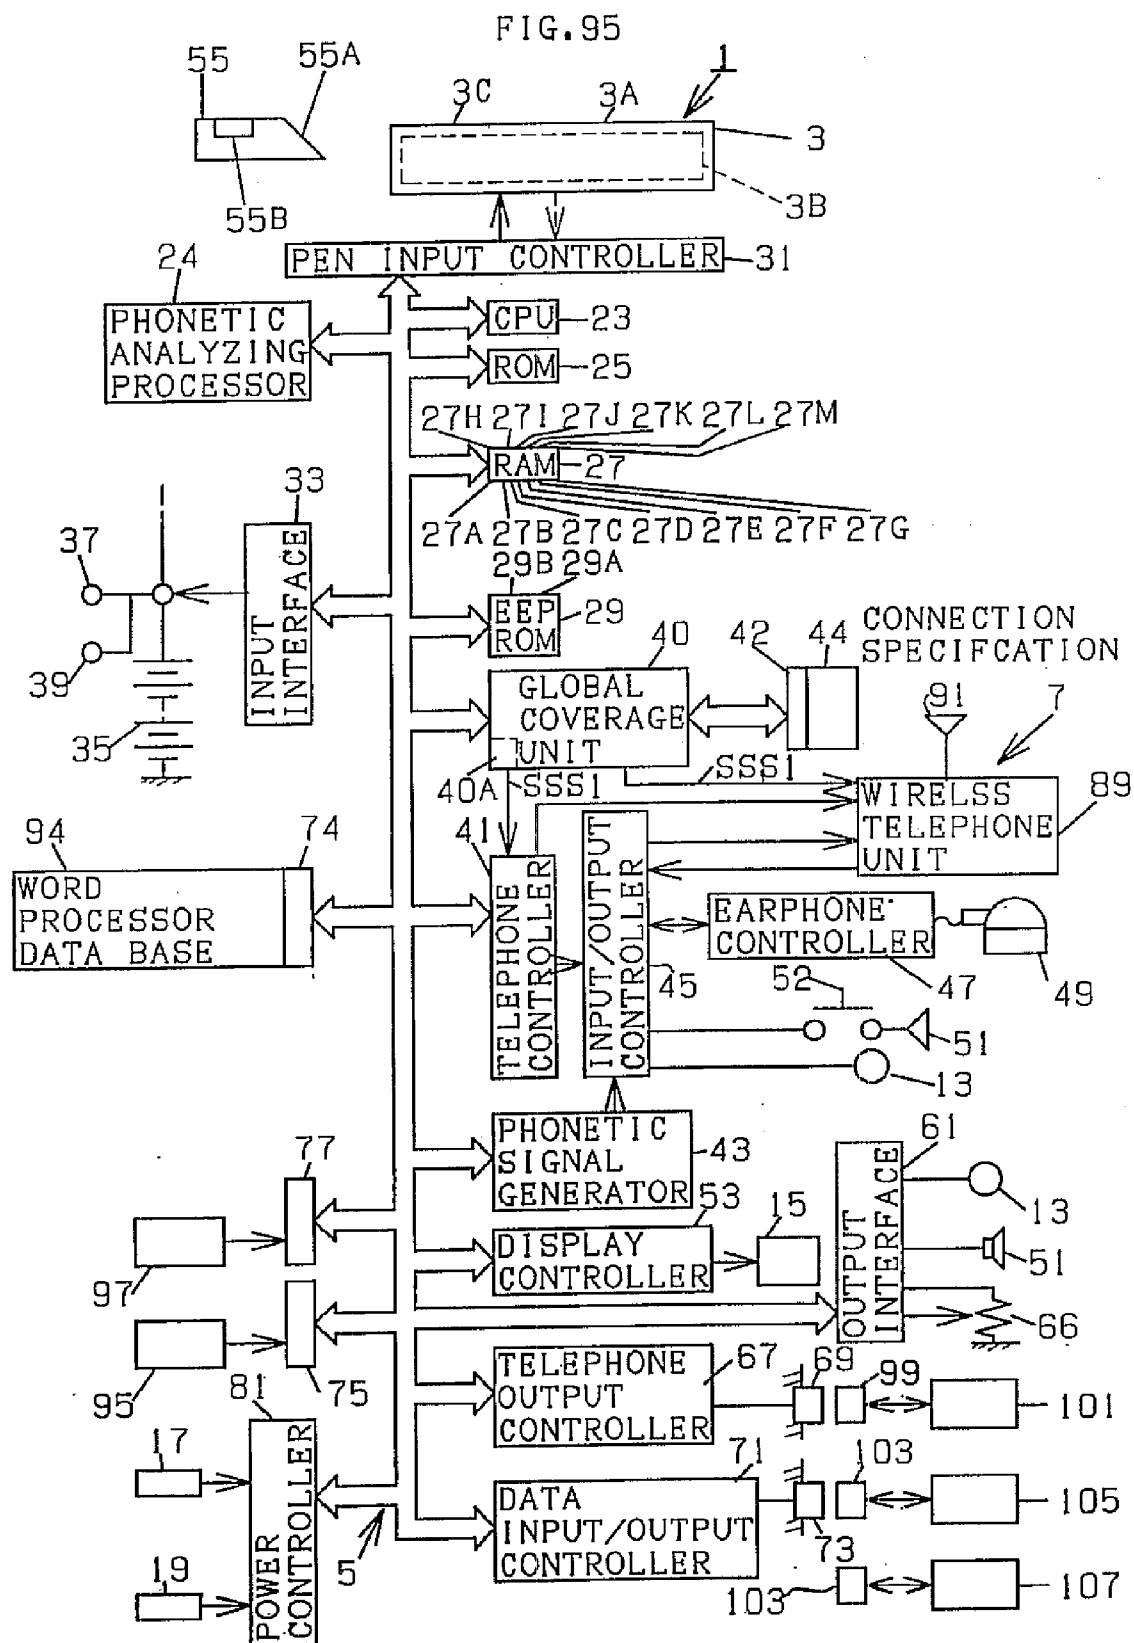 FIG.95
55
55A
1
3C
3A
3
55B
3B
24
PEN INPUT CONTROLLER
31
PHONETIC
ANALYZING
PROCESSOR
CPU
23
ROM
25
27H 27I 27J 27K 27L 27M
RAM
27
33
27A 27B 27C 27D 27E 27F 27G
37
29B 29A
INPUT
INTERFACE
EEP
ROM
29
39
40
42
44
CONNECTION
SPECIFCATION
GLOBAL
COVERAGE
UNIT
91
7
35
40A
SSS1
SSS1
WIRELSS
TELEPHONE
UNIT
89
94
74
41
WORD
PROCESSOR
DATA BASE
TELEPHONE
CONTROLLER
INPUT/OUTPUT
CONTROLLER
EARPHONE
CONTROLLER
45
52
47
49
51
13
PHONETIC
SIGNAL
GENERATOR
43
61
77
53
15
OUTPUT
INTERFACE
13
97
DISPLAY
CONTROLLER
51
66
95
75
TELEPHONE
OUTPUT
CONTROLLER
67
69
99
101
81
17
POWER
CONTROLLER
71
103
DATA
INPUT/OUTPUT
CONTROLLER
105
73
19
5
103
107